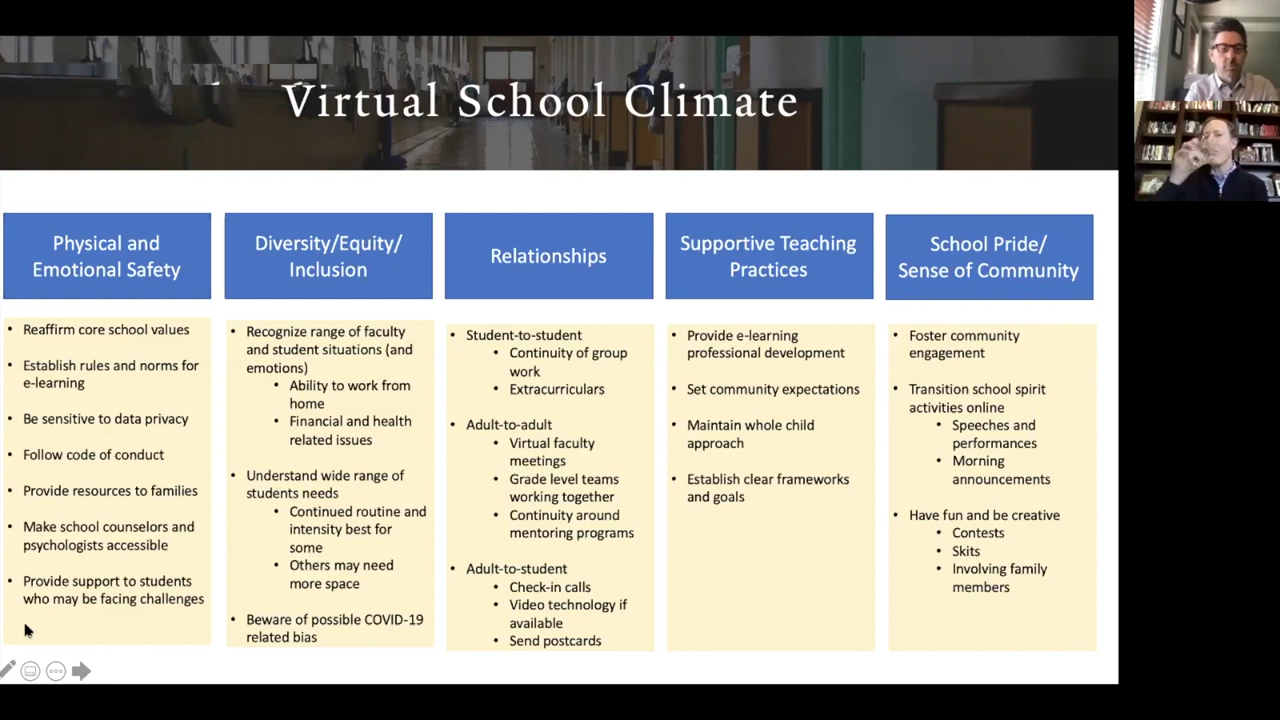 Virtual School Climate
Physical and
Emotional Safety
• Reaffirm core school values
• Establish rules and norms for
e-learning
• Be sensitive to data privacy
• Follow code of conduct
• Provide resources to families
• Make school counselors and
psychologists accessible
• Provide support to students
who may be facing challenges
Diversity/Equity/
Inclusion
• Recognize range of faculty
and student situations (and
emotions)
• Ability to work from
home
• Financial and health
related issues
• Understand wide range of
students needs
• Continued routine and
intensity best for
some
• Others may need
more space
• Beware of possible COVID-19
related bias
Relationships
• Student-to-student
• Continuity of group
work
• Extracurriculars
• Adult-to-adult
• Virtual faculty
meetings
• Grade level teams
working together
• Continuity around
mentoring programs
• Adult-to-student
• Check-in calls
• Video technology if
available
• Send postcards
Supportive Teaching
Practices
• Provide e-learning
professional development
• Set community expectations
• Maintain whole child
approach
• Establish clear frameworks
and goals
School Pride/
Sense of Community
• Foster community
engagement
• Transition school spirit
activities online
• Speeches and
performances
• Morning
announcements
• Have fun and be creative
• Contests
• Skits
• Involving family
members